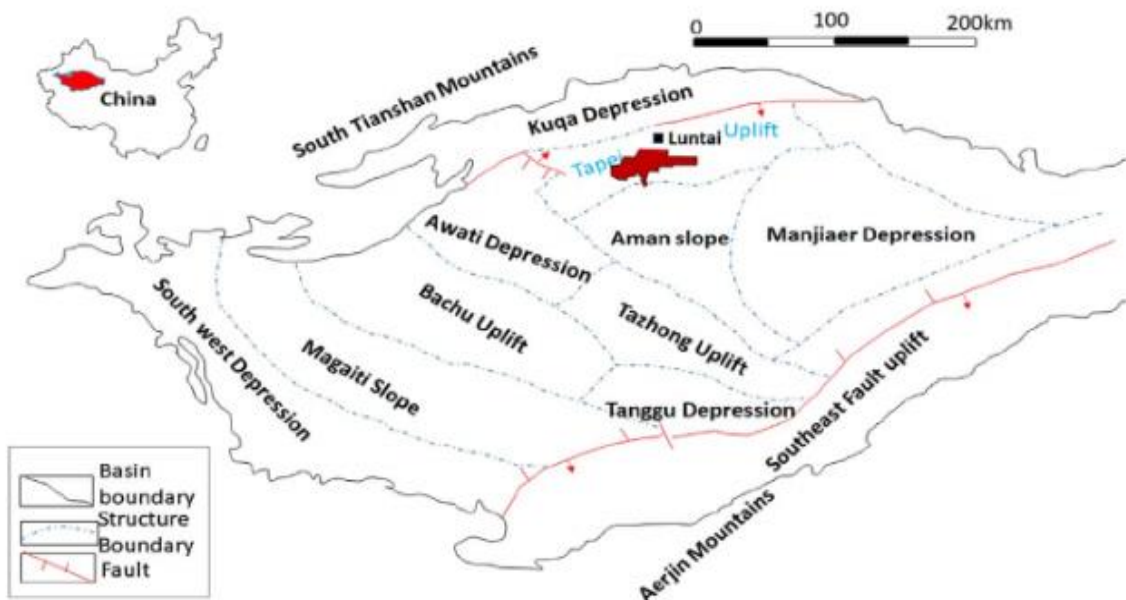 0 100 200km
China
South Tianshan Mountains
Kuqa Depression
Uplift
Luntai
Tapei
Awati Depression
Aman slope
Manjiaer Depression
Bachu Uplift
Tazhong Uplift
South west Depression
Magaiti Slope
Tanggu Depression
Southeast Fault uplift
Aerjin Mountains
Basin
boundary
Structure
Boundary
Fault